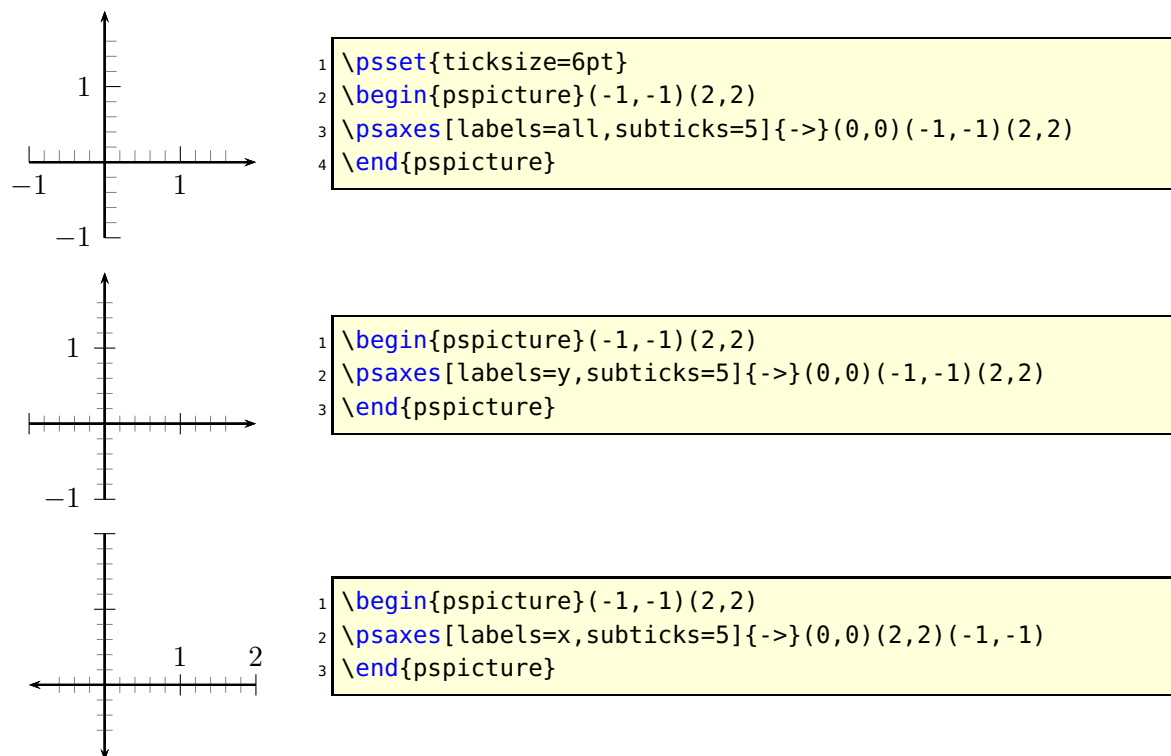 1
−1
1
−1
1 \psset{ticksize=6pt}
2 \begin{pspicture}(-1,-1)(2,2)
3 \psaxes[labels=all,subticks=5]{->}(0,0)(-1,-1)(2,2)
4 \end{pspicture}
1
−1
1 \begin{pspicture}(-1,-1)(2,2)
2 \psaxes[labels=y,subticks=5]{->}(0,0)(-1,-1)(2,2)
3 \end{pspicture}
1 2
1 \begin{pspicture}(-1,-1)(2,2)
2 \psaxes[labels=x,subticks=5]{->}(0,0)(2,2)(-1,-1)
3 \end{pspicture}